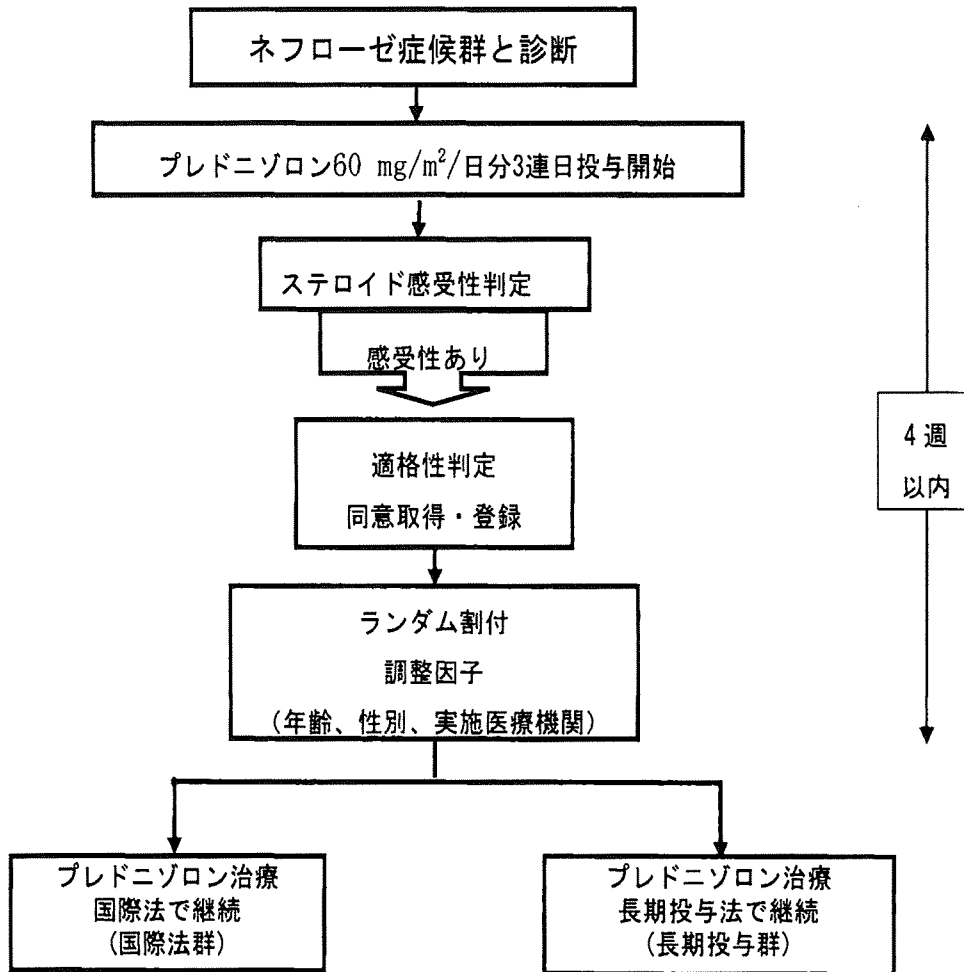 ネフローゼ症候群と診断
プレドニゾロン60 mg/m²/日分3連日投与開始
ステロイド感受性判定
感受性あり
適格性判定
同意取得・登録
4週
以内
ランダム割付
調整因子
(年齢、性別、実施医療機関)
プレドニゾロン治療
国際法で継続
(国際法群)
プレドニゾロン治療
長期投与法で継続
(長期投与群)